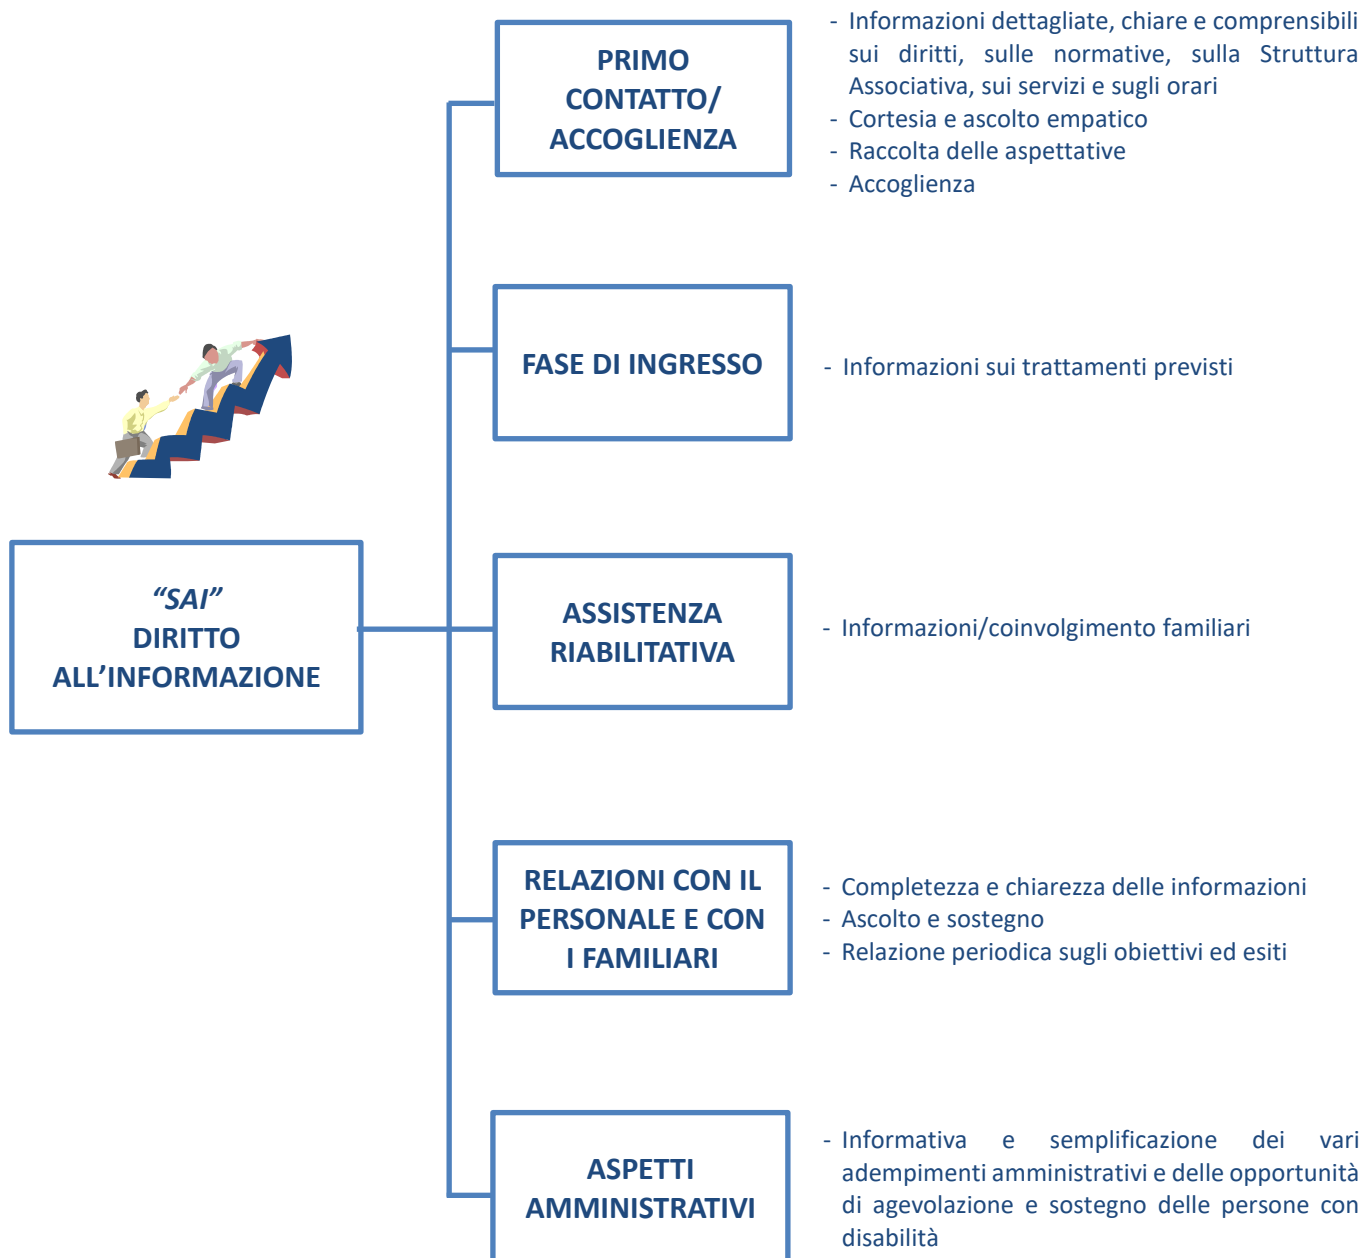 PRIMO
CONTATTO/
ACCOGLIENZA
- Informazioni dettagliate, chiare e comprensibili
sui diritti, sulle normative, sulla Struttura
Associativa, sui servizi e sugli orari
- Cortesia e ascolto empatico
- Raccolta delle aspettative
- Accoglienza
FASE DI INGRESSO
- Informazioni sui trattamenti previsti
“SAI”
DIRITTO
ALL’INFORMAZIONE
ASSISTENZA
RIABILITATIVA
- Informazioni/coinvolgimento familiari
RELAZIONI CON IL
PERSONALE E CON
I FAMILIARI
- Completezza e chiarezza delle informazioni
- Ascolto e sostegno
- Relazione periodica sugli obiettivi ed esiti
ASPETTI
AMMINISTRATIVI
- Informativa e semplificazione dei vari
adempimenti amministrativi e delle opportunità
di agevolazione e sostegno delle persone con
disabilità